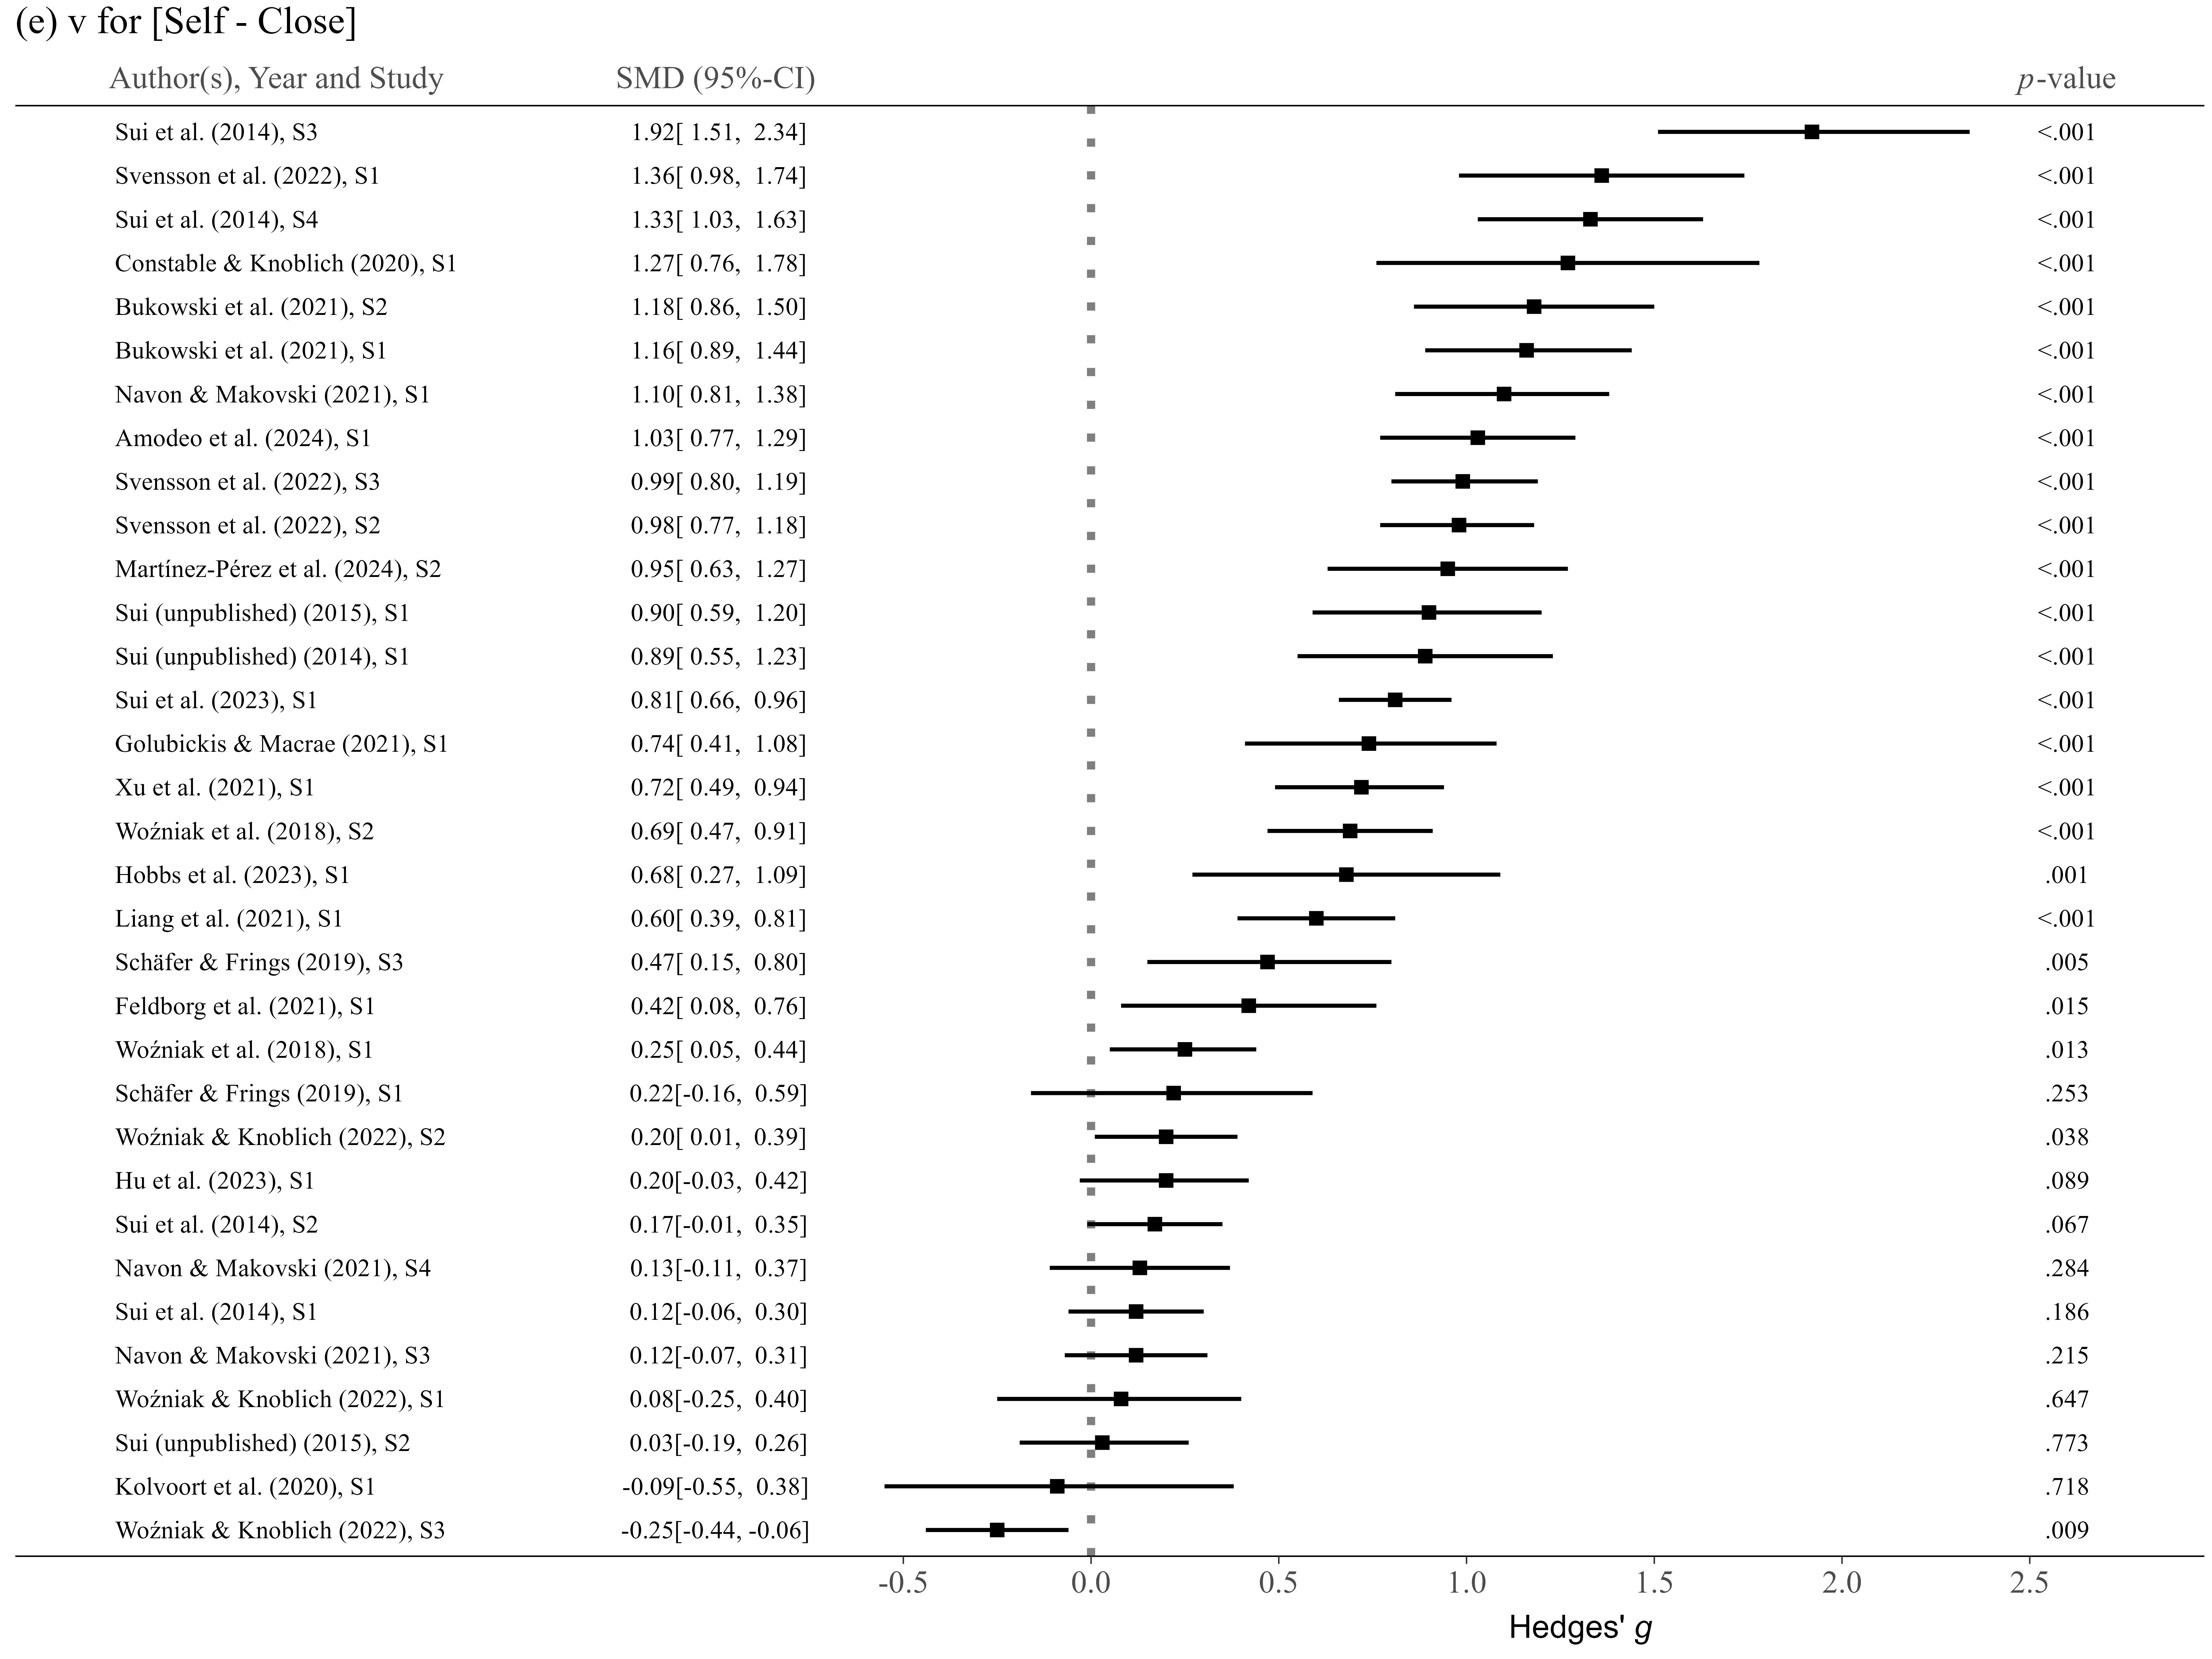 (e) v for [Self - Close]
Author(s), Year and Study SMD (95%-CI) p-value
Sui et al. (2014), S3 1.92[ 1.51, 2.34] <.001
Svensson et al. (2022), S1 1.36[ 0.98, 1.74] <.001
Sui et al. (2014), S4 1.33[ 1.03, 1.63] <.001
Constable & Knoblich (2020), S1 1.27[ 0.76, 1.78] <.001
Bukowski et al. (2021), S2 1.18[ 0.86, 1.50] <.001
Bukowski et al. (2021), S1 1.16[ 0.89, 1.44] <.001
Navon & Makovski (2021), S1 1.10[ 0.81, 1.38] <.001
Amodeo et al. (2024), S1 1.03[ 0.77, 1.29] <.001
Svensson et al. (2022), S3 0.99[ 0.80, 1.19] <.001
Svensson et al. (2022), S2 0.98[ 0.77, 1.18] <.001
Martínez-Pérez et al. (2024), S2 0.95[ 0.63, 1.27] <.001
Sui (unpublished) (2015), S1 0.90[ 0.59, 1.20] <.001
Sui (unpublished) (2014), S1 0.89[ 0.55, 1.23] <.001
Sui et al. (2023), S1 0.81[ 0.66, 0.96] <.001
Golubickis & Macrae (2021), S1 0.74[ 0.41, 1.08] <.001
Xu et al. (2021), S1 0.72[ 0.49, 0.94] <.001
Woźniak et al. (2018), S2 0.69[ 0.47, 0.91] <.001
Hobbs et al. (2023), S1 0.68[ 0.27, 1.09] .001
Liang et al. (2021), S1 0.60[ 0.39, 0.81] <.001
Schäfer & Frings (2019), S3 0.47[ 0.15, 0.80] .005
Feldborg et al. (2021), S1 0.42[ 0.08, 0.76] .015
Woźniak et al. (2018), S1 0.25[ 0.05, 0.44] .013
Schäfer & Frings (2019), S1 0.22[-0.16, 0.59] .253
Woźniak & Knoblich (2022), S2 0.20[ 0.01, 0.39] .038
Hu et al. (2023), S1 0.20[-0.03, 0.42] .089
Sui et al. (2014), S2 0.17[-0.01, 0.35] .067
Navon & Makovski (2021), S4 0.13[-0.11, 0.37] .284
Sui et al. (2014), S1 0.12[-0.06, 0.30] .186
Navon & Makovski (2021), S3 0.12[-0.07, 0.31] .215
Woźniak & Knoblich (2022), S1 0.08[-0.25, 0.40] .647
Sui (unpublished) (2015), S2 0.03[-0.19, 0.26] .773
Kolvoort et al. (2020), S1 -0.09[-0.55, 0.38] .718
Woźniak & Knoblich (2022), S3 -0.25[-0.44, -0.06] .009
-0.5 0.0 0.5 1.0 1.5 2.0 2.5
Hedges' g